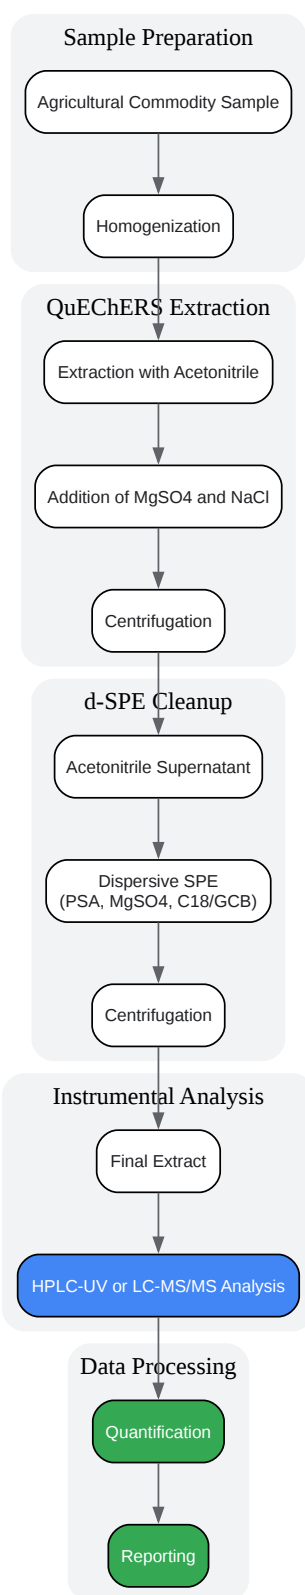 Sample Preparation
Agricultural Commodity Sample
Homogenization
QuEChERS Extraction
Extraction with Acetonitrile
Addition of MgSO4 and NaCl
Centrifugation
d-SPE Cleanup
Acetonitrile Supernatant
Dispersive SPE
(PSA, MgSO4, C18/GCB)
Centrifugation
Instrumental Analysis
Final Extract
HPLC-UV or LC-MS/MS Analysis
Data Processing
Quantification
Reporting